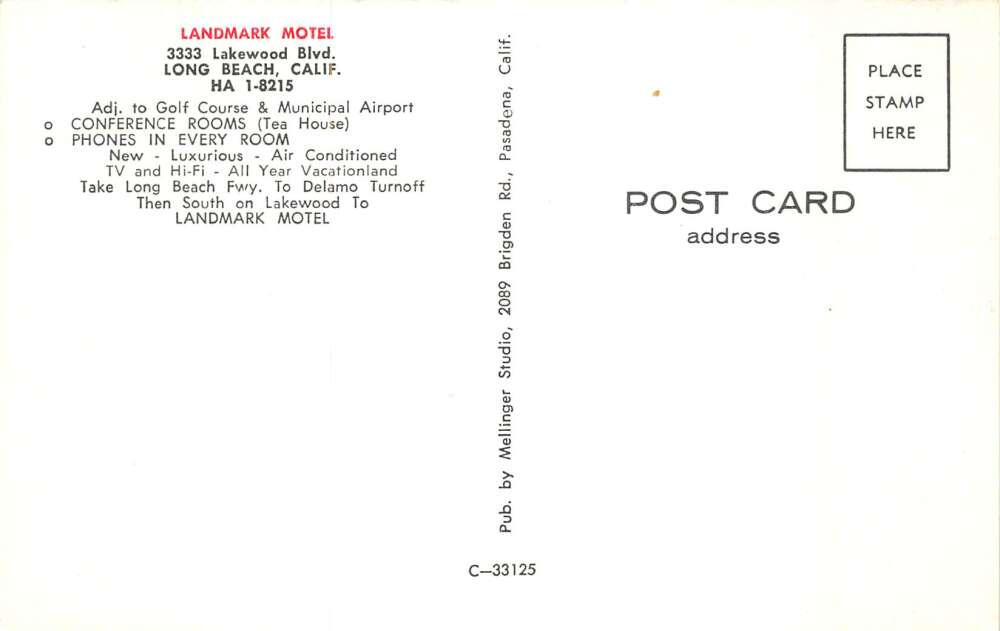 LANDMARK MOTEL
3333 Lakewood Blvd.
LONG BEACH, CALIF.
HA 1-8215
Adj. to Golf Course & Municipal Airport
o CONFERENCE ROOMS (Tea House)
o PHONES IN EVERY ROOM
New - Luxurious - Air Conditioned
TV and Hi-Fi - All Year Vacationland
Take Long Beach Fwy. To Delamo Turnoff
Then South on Lakewood To
LANDMARK MOTEL
Pub. by Mellinger Studio, 2089 Brigden Rd., Pasadena, Calif.
C-33125
PLACE
STAMP
HERE
POST CARD
address